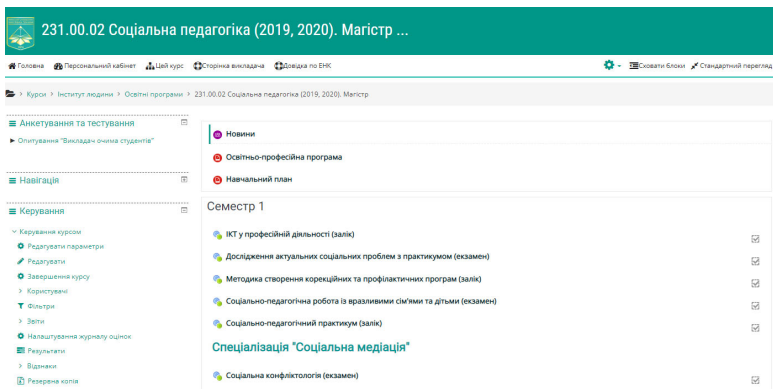 231.00.02 Соціальна педагогіка (2019, 2020). Магістр ...
Головна Персональний кабінет Цей курс Сторінка викладача Довідка по ЕНК Сховати блоки Стандартний перегляд
Курси > Інститут людини > Освітні програми > 231.00.02 Соціальна педагогіка (2019, 2020). Магістр
Анкетування та тестування
Опитування "Викладач очима студентів"
Навігація
Керування
Керування курсом
Редагувати параметри
Редагувати
Завершення курсу
Користувачі
Фільтри
Звіти
Налаштування журналу оцінок
Результати
Відзнаки
Резервна копія
Новини
Освітньо-професійна програма
Навчальний план
Семестр 1
ІКТ у професійній діяльності (залік)
Дослідження актуальних соціальних проблем з практикумом (екзамен)
Методика створення корекційних та профілактичних програм (залік)
Соціально-педагогічна робота із вразливими сім'ями та дітьми (екзамен)
Соціально-педагогічний практикум (залік)
Спеціалізація "Соціальна медіація"
Соціальна конфліктологія (екзамен)